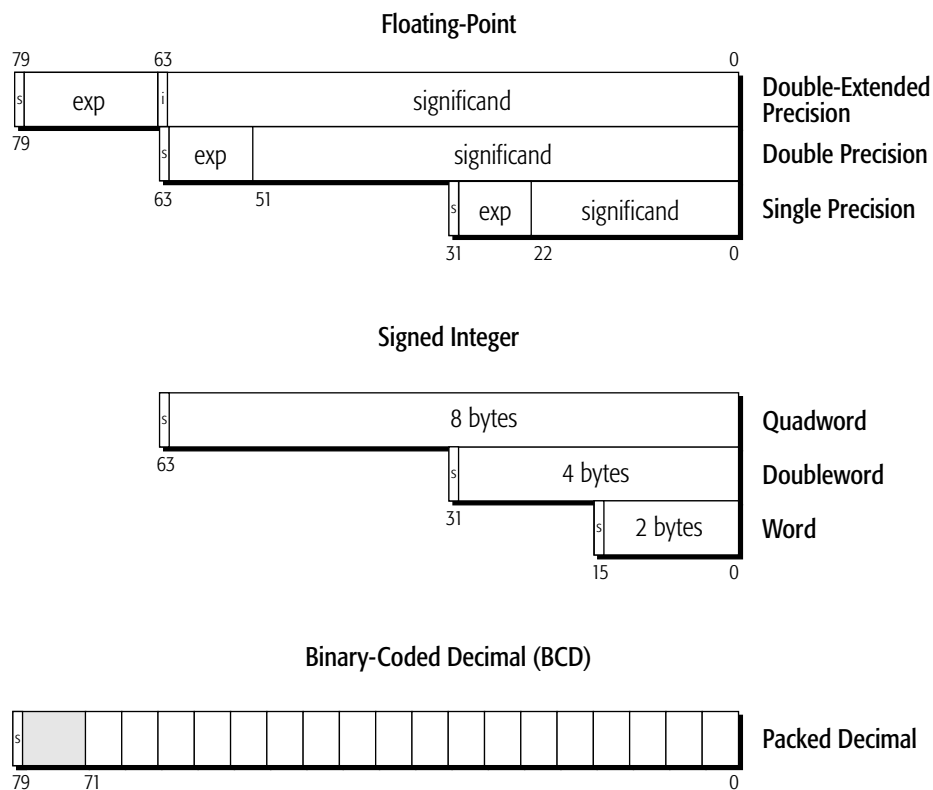 Floating-Point
79 63 0
s exp i significand Double-Extended
Precision
79
s exp significand Double Precision
63 51
s exp significand Single Precision
31 22 0
Signed Integer
s 8 bytes Quadword
63
s 4 bytes Doubleword
31
s 2 bytes Word
15 0
Binary-Coded Decimal (BCD)
s Packed Decimal
79 71 0